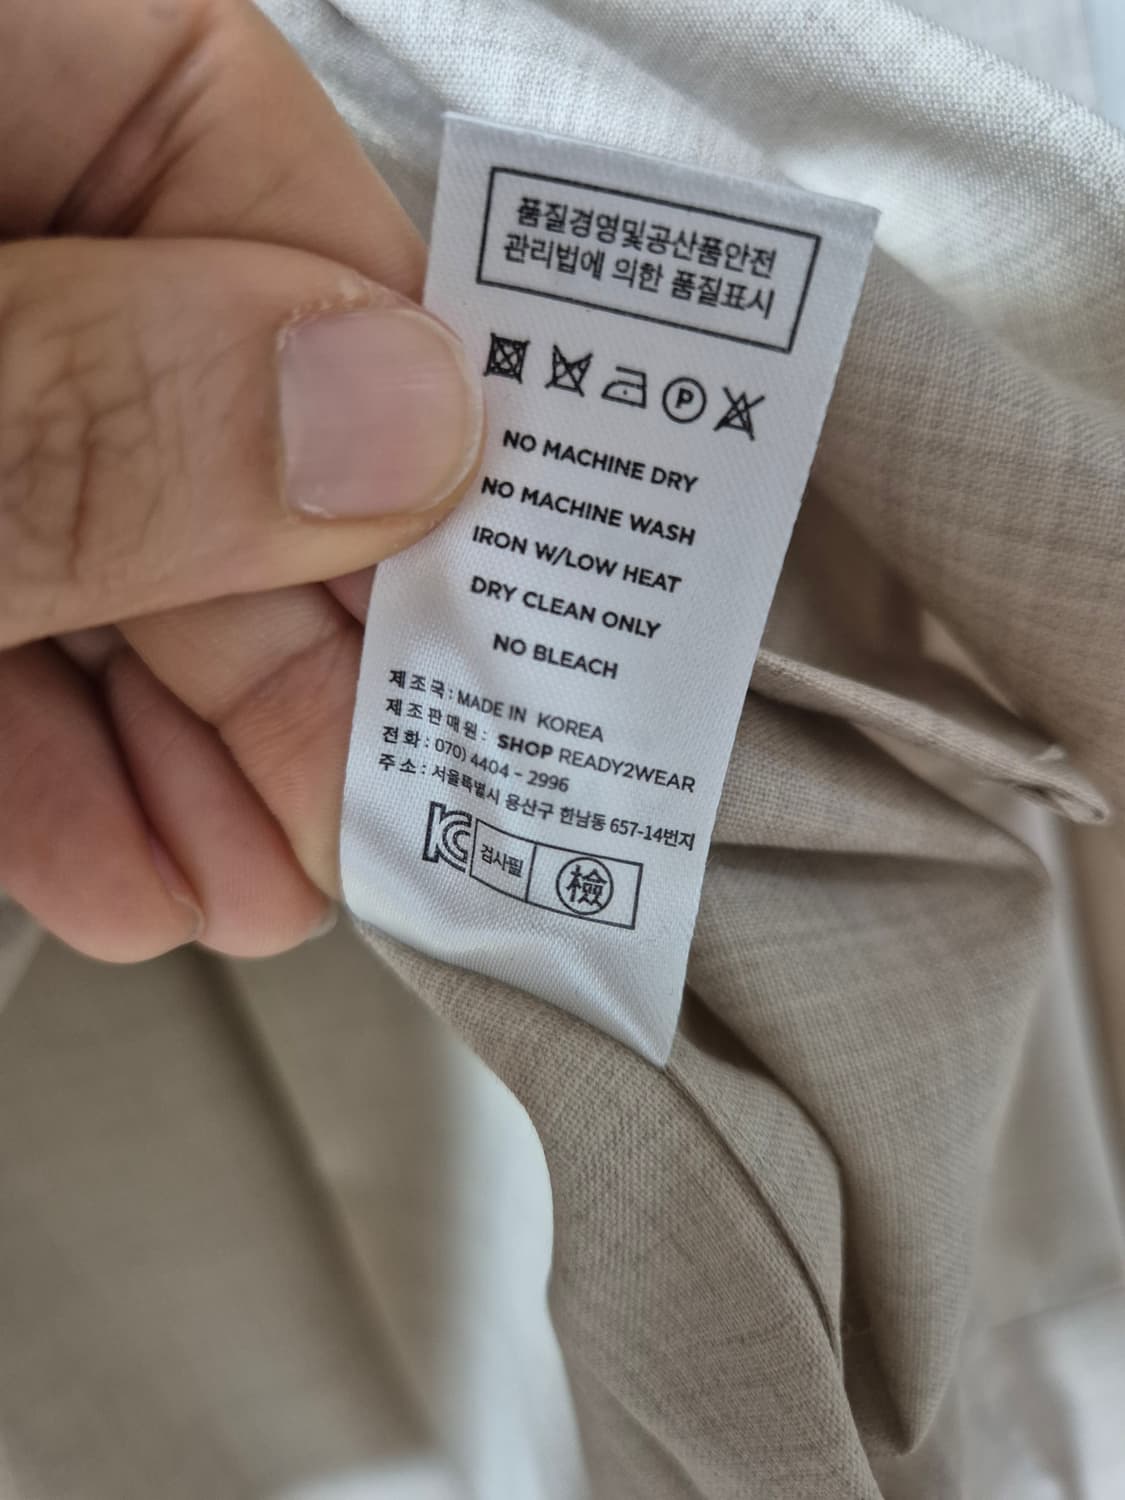 품질경영및공산품안전
관리법에 의한 품질표시
P
NO MACHINE DRY
NO MACHINE WASH
IRON W/LOW HEAT
DRY CLEAN ONLY
NO BLEACH
제조국: MADE IN KOREA
제조판매원: SHOP READY2WEAR
전화: 070) 4404 - 2996
주소: 서울특별시 용산구 한남동 657-14번지
KC 검사필 檢